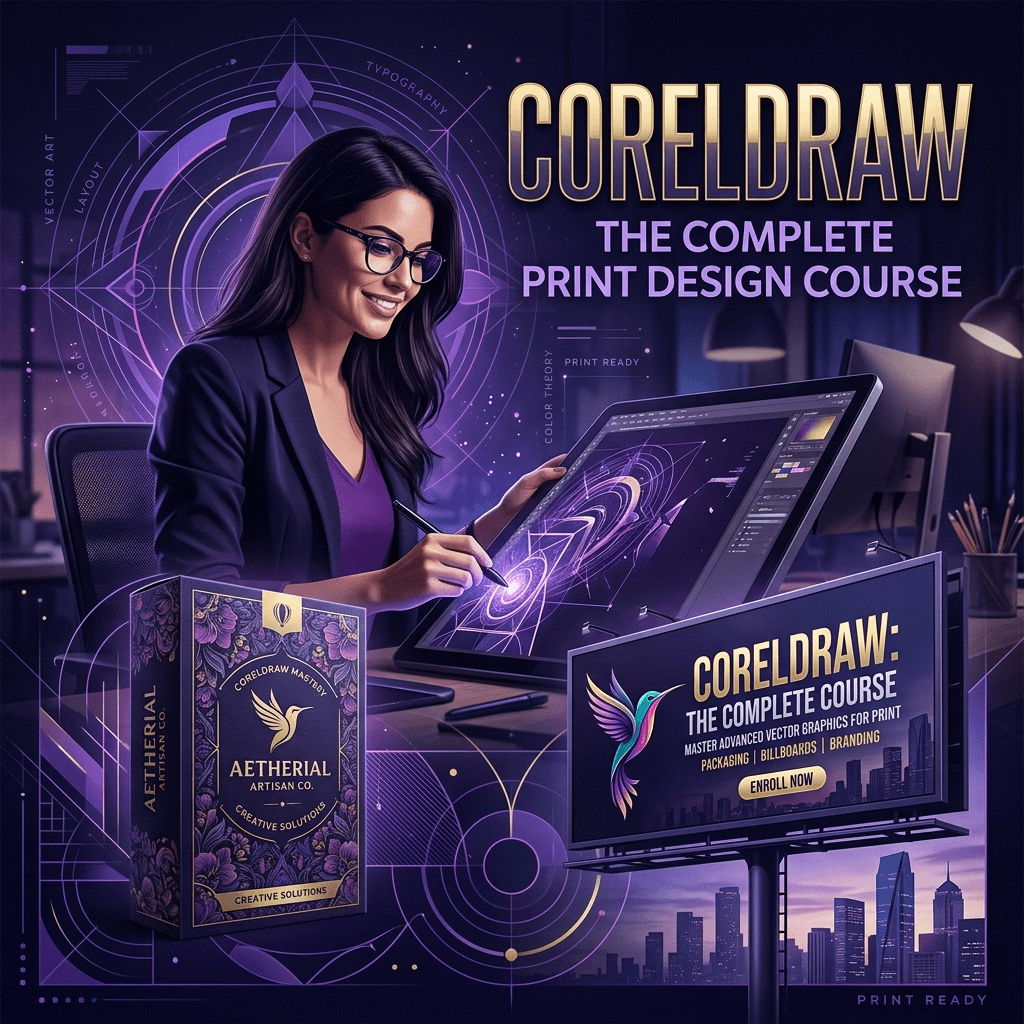 TYPOGRAPHY
VECTOR ART
LAYOUT
CORELDRAW
THE COMPLETE
PRINT DESIGN COURSE
PRINT READY
COLOR THEORY
CORELDRAW:
THE COMPLETE COURSE
MASTER ADVANCED VECTOR GRAPHICS FOR PRINT
PACKAGING | BILLBOARDS | BRANDING
ENROLL NOW
AETHERIAL
ARTISAN CO.
CORELDRAW
AETHERIAL
ARTISAN CO.
CREATIVE SOLUTIONS
CREATIVE SOLUTIONS
PRINT READY